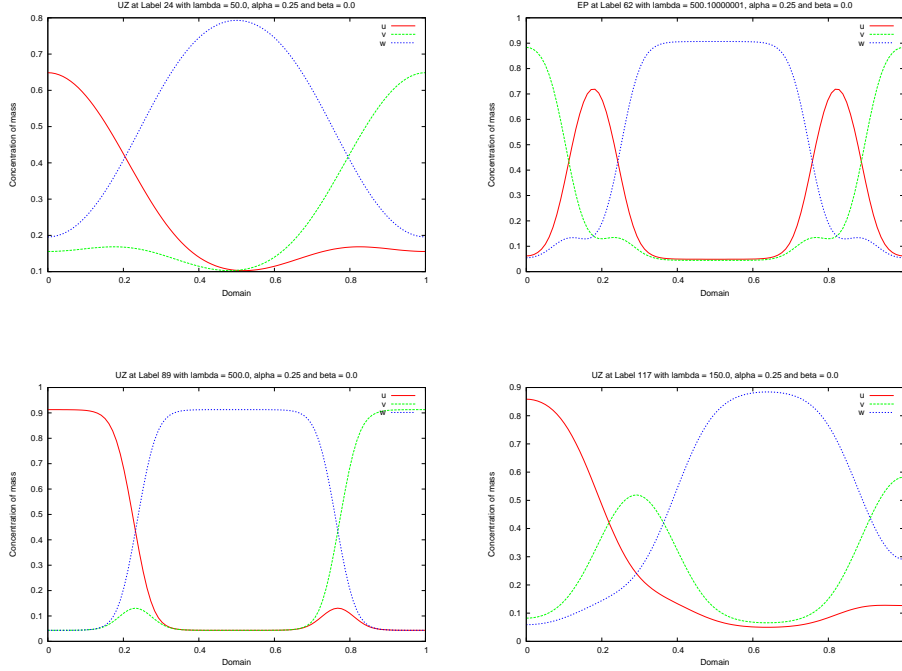 UZ at Label 24 with lambda = 50.0, alpha = 0.25 and beta = 0.0
u
v
w
Concentration of mass
0.8
0.7
0.6
0.5
0.4
0.3
0.2
0.1
0
0.2
0.4
0.6
0.8
1
Domain
EP at Label 62 with lambda = 500.10000001, alpha = 0.25 and beta = 0.0
u
v
w
Concentration of mass
1
0.9
0.8
0.7
0.6
0.5
0.4
0.3
0.2
0.1
0
0
0.2
0.4
0.6
0.8
1
Domain
UZ at Label 89 with lambda = 500.0, alpha = 0.25 and beta = 0.0
u
v
w
Concentration of mass
1
0.9
0.8
0.7
0.6
0.5
0.4
0.3
0.2
0.1
0
0
0.2
0.4
0.6
0.8
1
Domain
UZ at Label 117 with lambda = 150.0, alpha = 0.25 and beta = 0.0
u
v
w
Concentration of mass
0.9
0.8
0.7
0.6
0.5
0.4
0.3
0.2
0.1
0
0
0.2
0.4
0.6
0.8
1
Domain